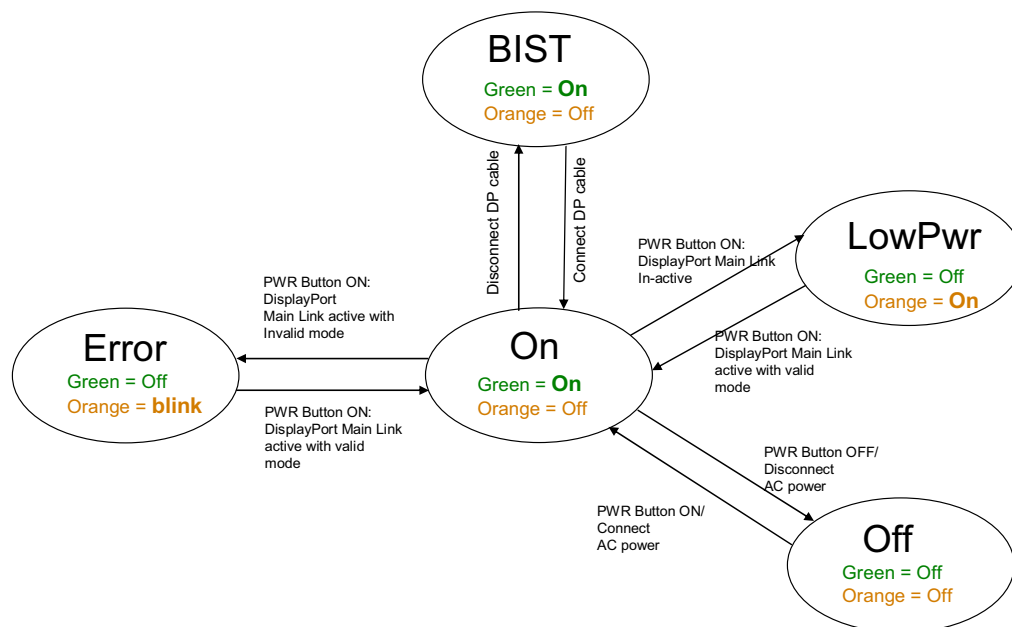 BIST
Green = On
Orange = Off
Disconnect DP cable
Connect DP cable
PWR Button ON:
DisplayPort Main Link
In-active
LowPwr
Green = Off
Orange = On
PWR Button ON:
DisplayPort
Main Link active with
Invalid mode
Error
Green = Off
Orange = blink
On
Green = On
Orange = Off
PWR Button ON:
DisplayPort Main Link
active with valid
mode
PWR Button ON:
DisplayPort Main Link
active with valid
mode
PWR Button OFF/
Disconnect
AC power
PWR Button ON/
Connect
AC power
Off
Green = Off
Orange = Off